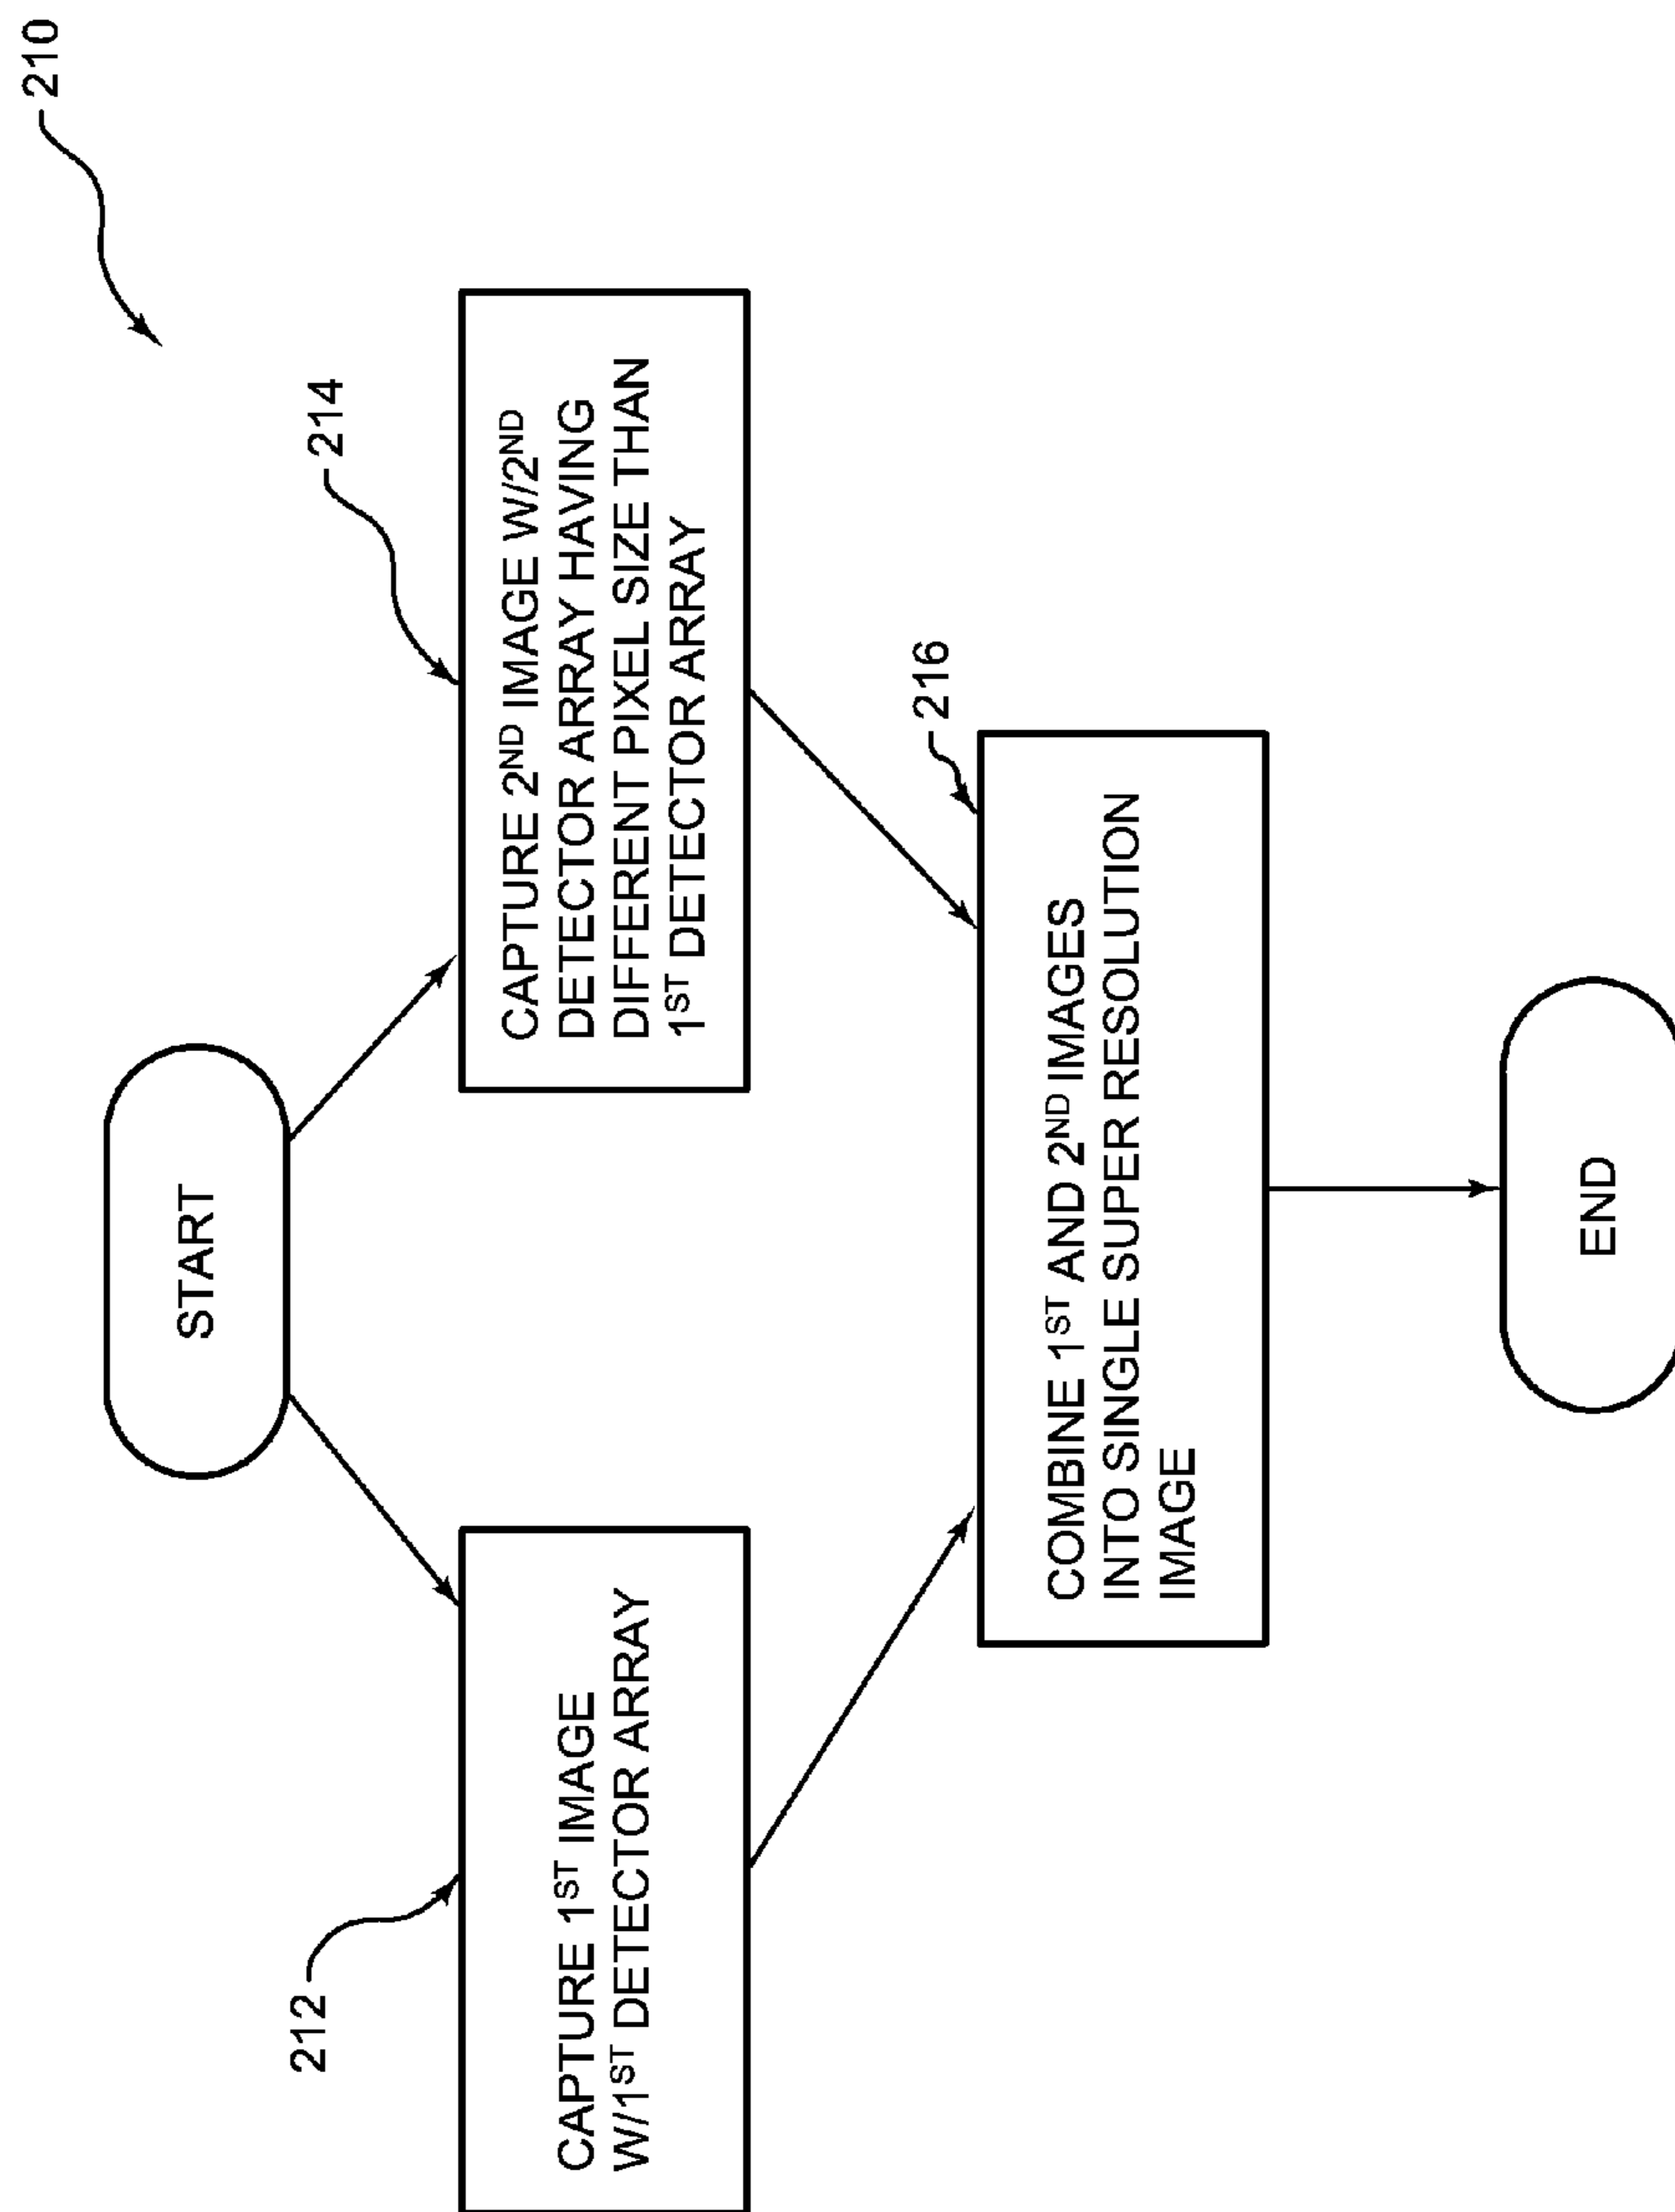 210
START
212
CAPTURE 1ST IMAGE
W/1ST DETECTOR ARRAY
214
CAPTURE 2ND IMAGE W/2ND
DETECTOR ARRAY HAVING
DIFFERENT PIXEL SIZE THAN
1ST DETECTOR ARRAY
216
COMBINE 1ST AND 2ND IMAGES
INTO SINGLE SUPER RESOLUTION
IMAGE
END